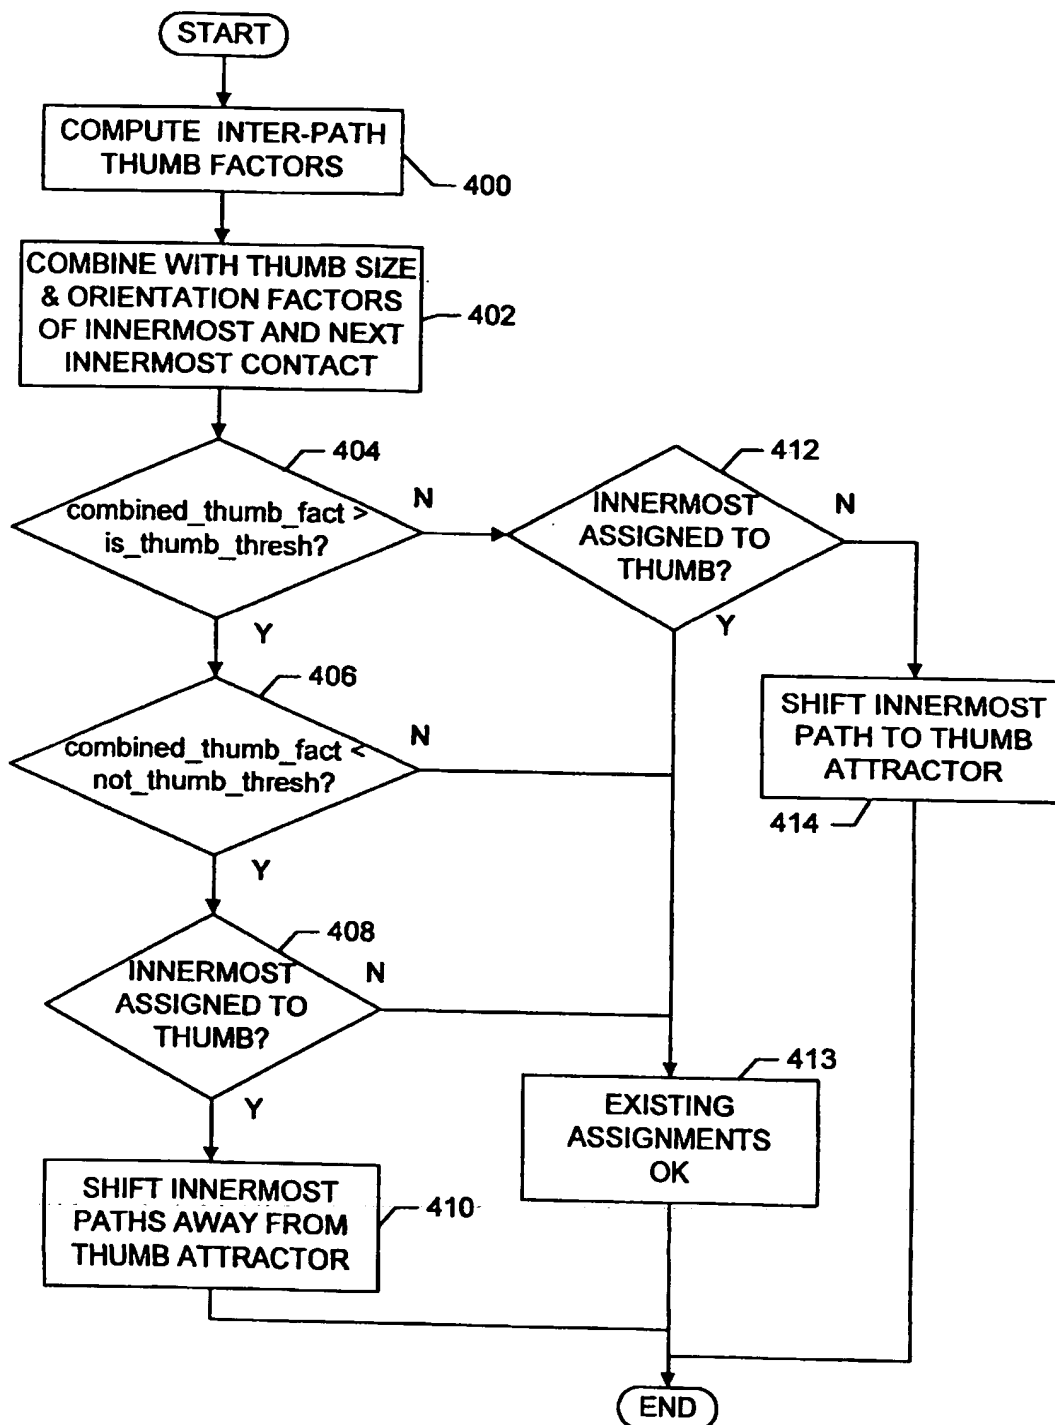 START
COMPUTE INTER-PATH
THUMB FACTORS
400
COMBINE WITH THUMB SIZE
& ORIENTATION FACTORS
OF INNERMOST AND NEXT
INNERMOST CONTACT
402
404
combined_thumb_fact >
is_thumb_thresh?
N
Y
412
INNERMOST
ASSIGNED TO
THUMB?
N
Y
406
combined_thumb_fact <
not_thumb_thresh?
N
Y
SHIFT INNERMOST
PATH TO THUMB
ATTRACTOR
414
408
INNERMOST
ASSIGNED TO
THUMB?
N
Y
413
EXISTING
ASSIGNMENTS
OK
SHIFT INNERMOST
PATHS AWAY FROM
THUMB ATTRACTOR
410
END